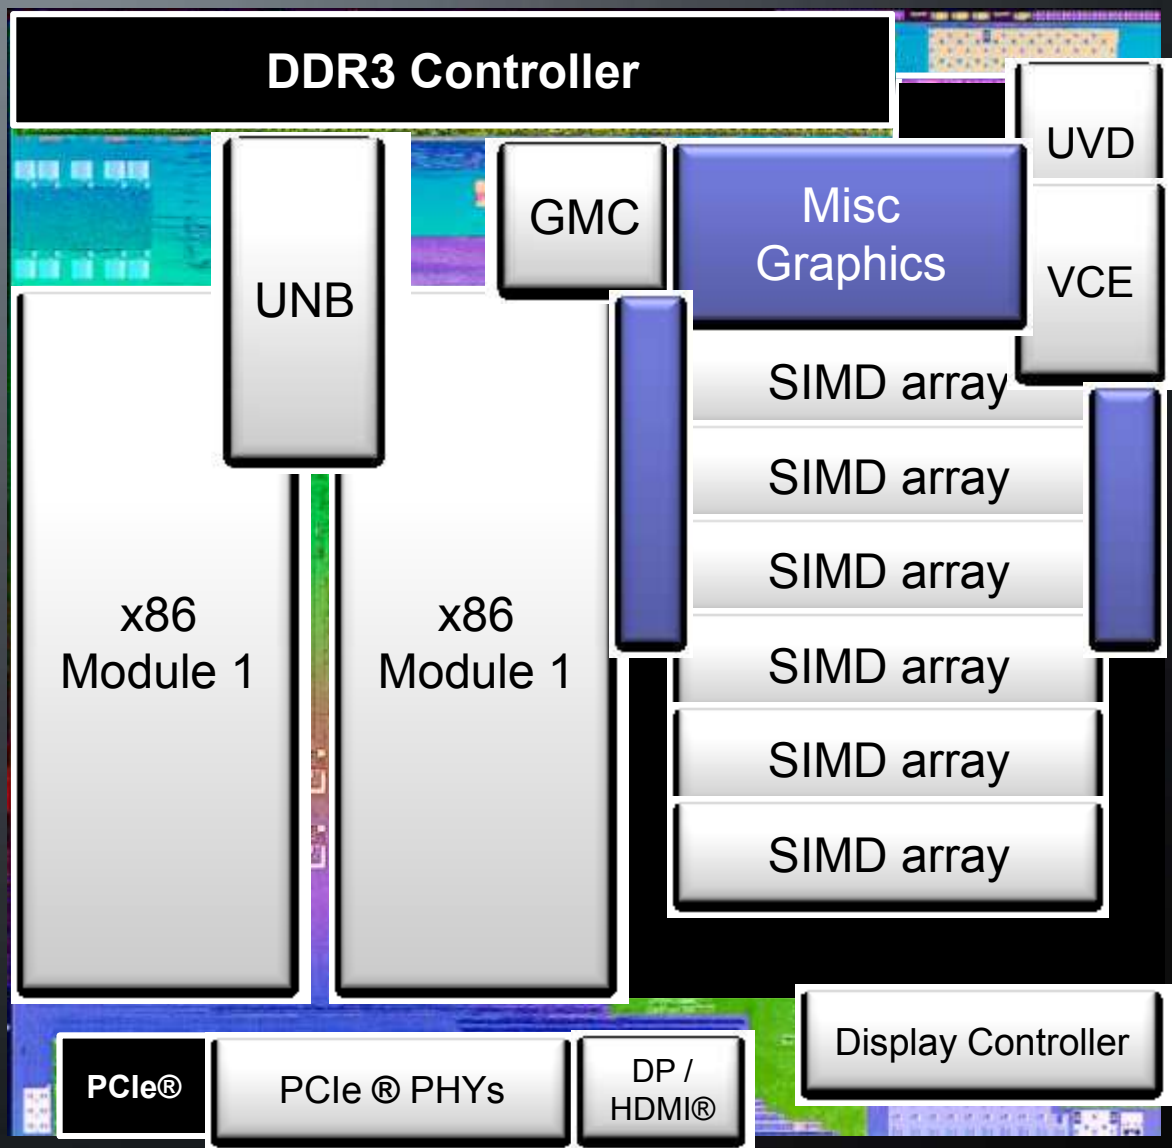 DDR3 Controller
UVD
GMC
Misc
Graphics
UNB
VCE
SIMD array
SIMD array
SIMD array
x86
Module 1
x86
Module 1
SIMD array
SIMD array
SIMD array
Display Controller
PCIe®
PCIe ® PHYs
DP /
HDMI®